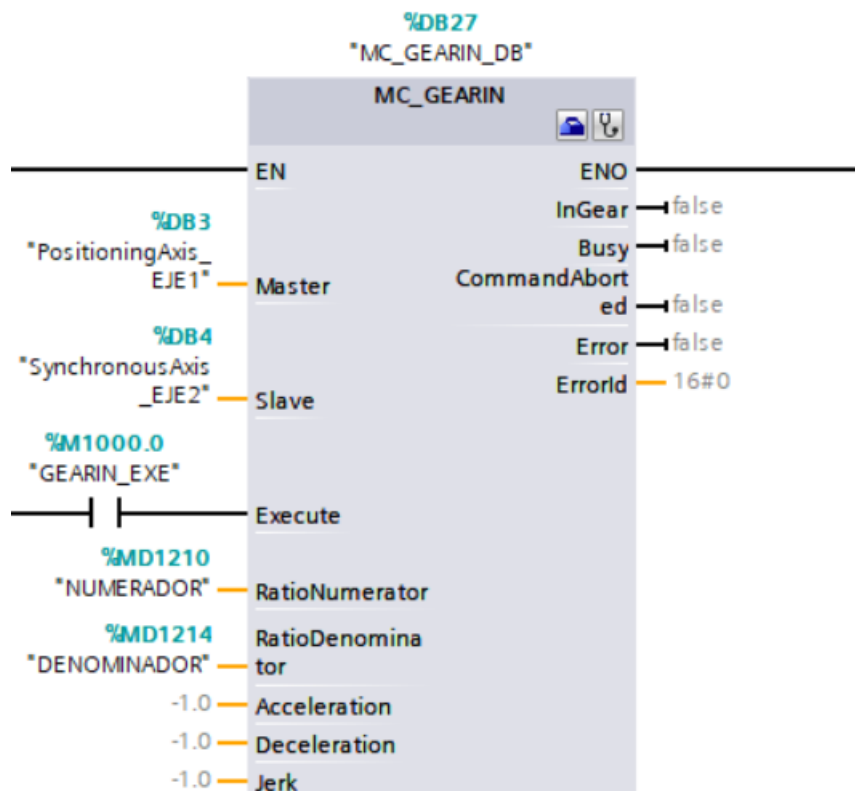 %DB27
"MC_GEARIN_DB"
MC_GEARIN
EN
ENO
InGear
false
%DB3
"PositioningAxis_
EJE1"
Master
Busy
false
CommandAbort
ed
false
%DB4
"SynchronousAxis
_EJE2"
Slave
Error
false
ErrorId
16#0
%M1000.0
"GEARIN_EXE"
Execute
%MD1210
"NUMERADOR"
RatioNumerator
%MD1214
"DENOMINADOR"
RatioDenomina
tor
-1.0
Acceleration
-1.0
Deceleration
-1.0
Jerk